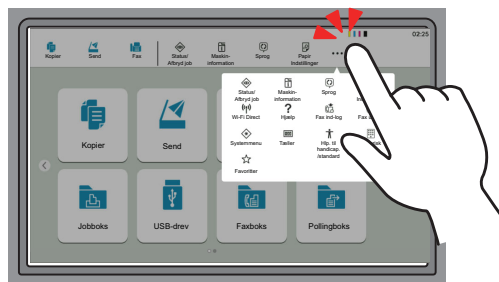 02:25
Kopier
Send
Fax
Status/
Afbryd job
Maskin-
information
Sprog
Papir
Indstillinger
Status/
Afbryd job
Maskin-
information
Sprog
Wi-Fi Direct
Hjælp
Fax ind-log
Fax
Systemmenu
Tæller
Hlp. til
handicap.
/standard
Favoritter
Kopier
Send
Jobboks
USB-drev
Faxboks
Pollingboks